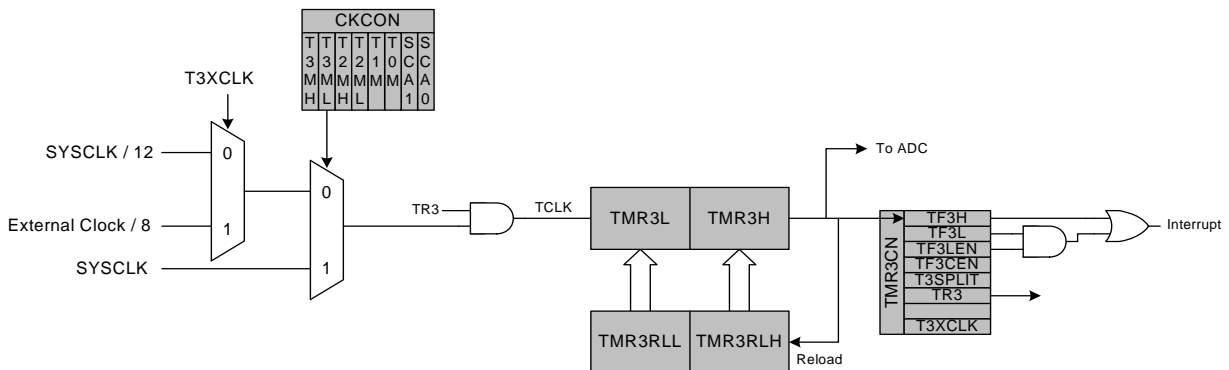 CKCON
T3MH
T3ML
T2MH
T2ML
T1M
T0M
SCA1
SCA0
T3XCLK
SYSCLK / 12
0
External Clock / 8
1
SYSCLK
0
1
TR3
TCLK
TMR3L
TMR3H
To ADC
TMR3RLL
TMR3RLH
Reload
TMR3CN
TF3H
TF3L
TF3LEN
TF3CEN
T3SPLIT
TR3
T3XCLK
Interrupt